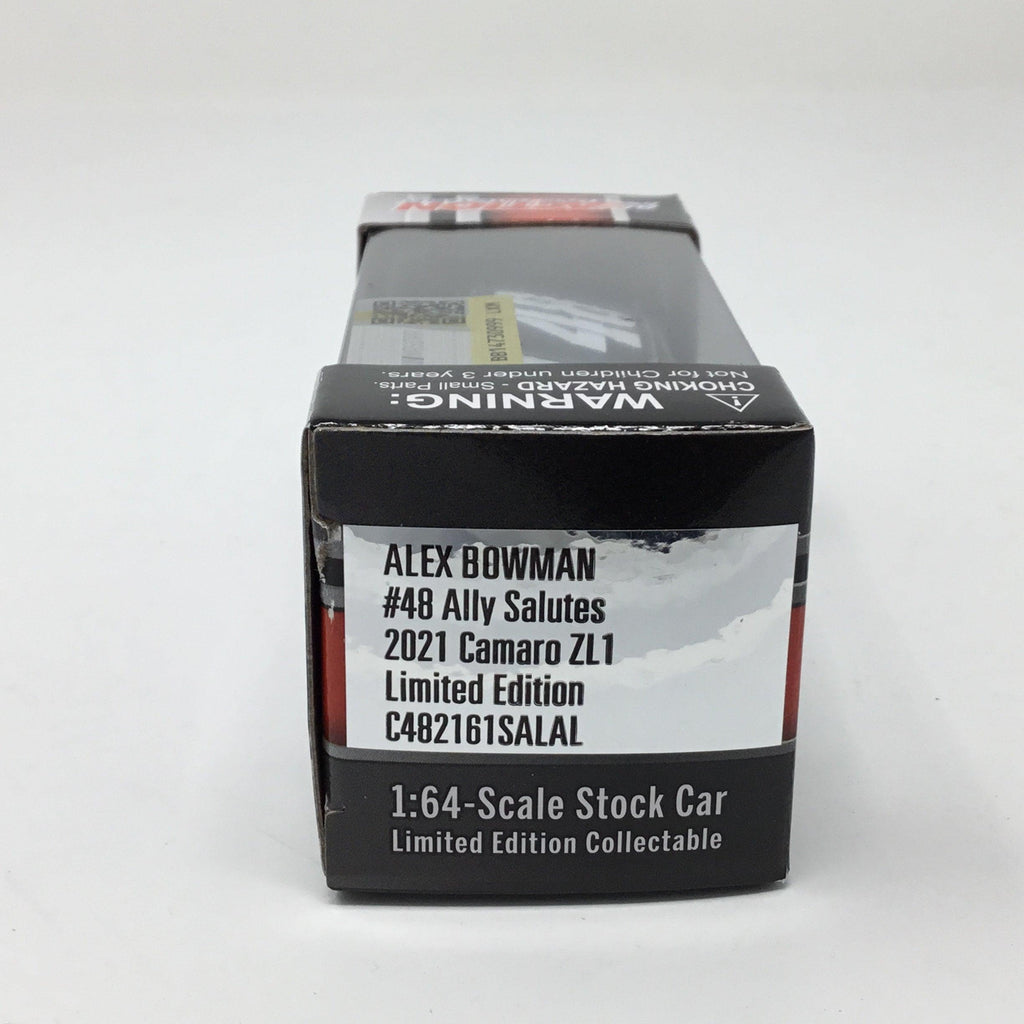 WARNING:
CHOKING HAZARD - Small Parts.
Not for Children under 3 years.
ALEX BOWMAN
#48 Ally Salutes
2021 Camaro ZL1
Limited Edition
C482161SALAL
1:64-Scale Stock Car
Limited Edition Collectable